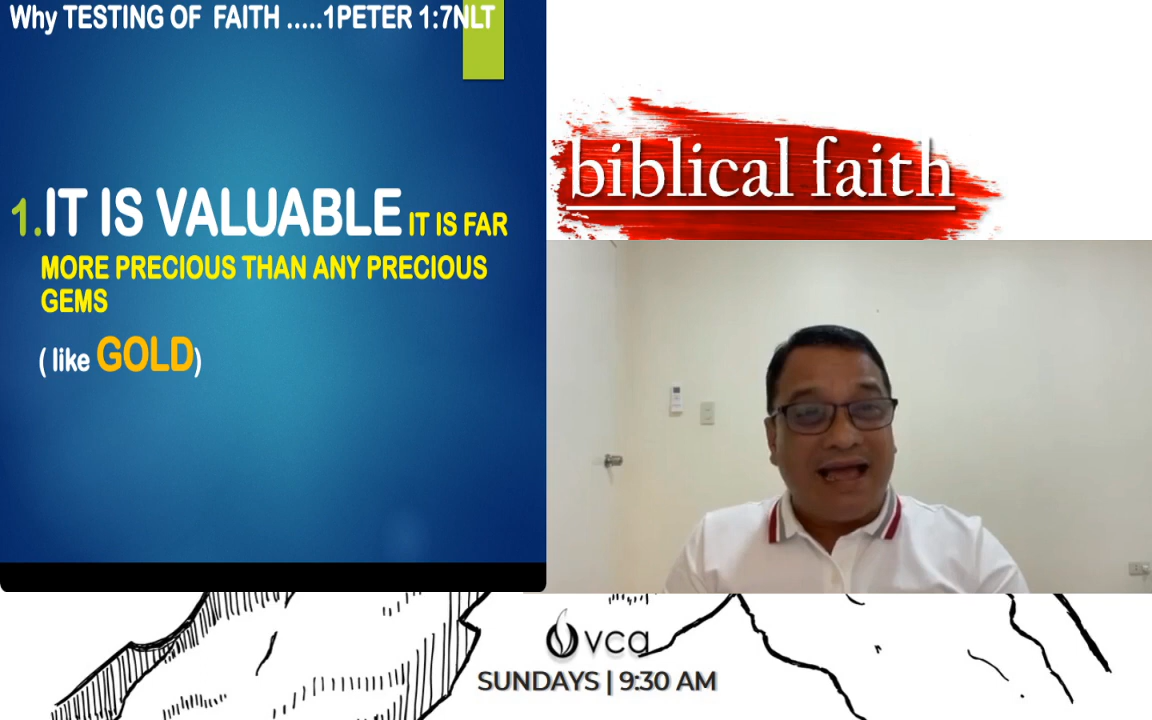 Why TESTING OF FAITH .....1PETER 1:7NLT
1.IT IS VALUABLE IT IS FAR
MORE PRECIOUS THAN ANY PRECIOUS
GEMS
( like GOLD)
biblical faith
vca
SUNDAYS | 9:30 AM